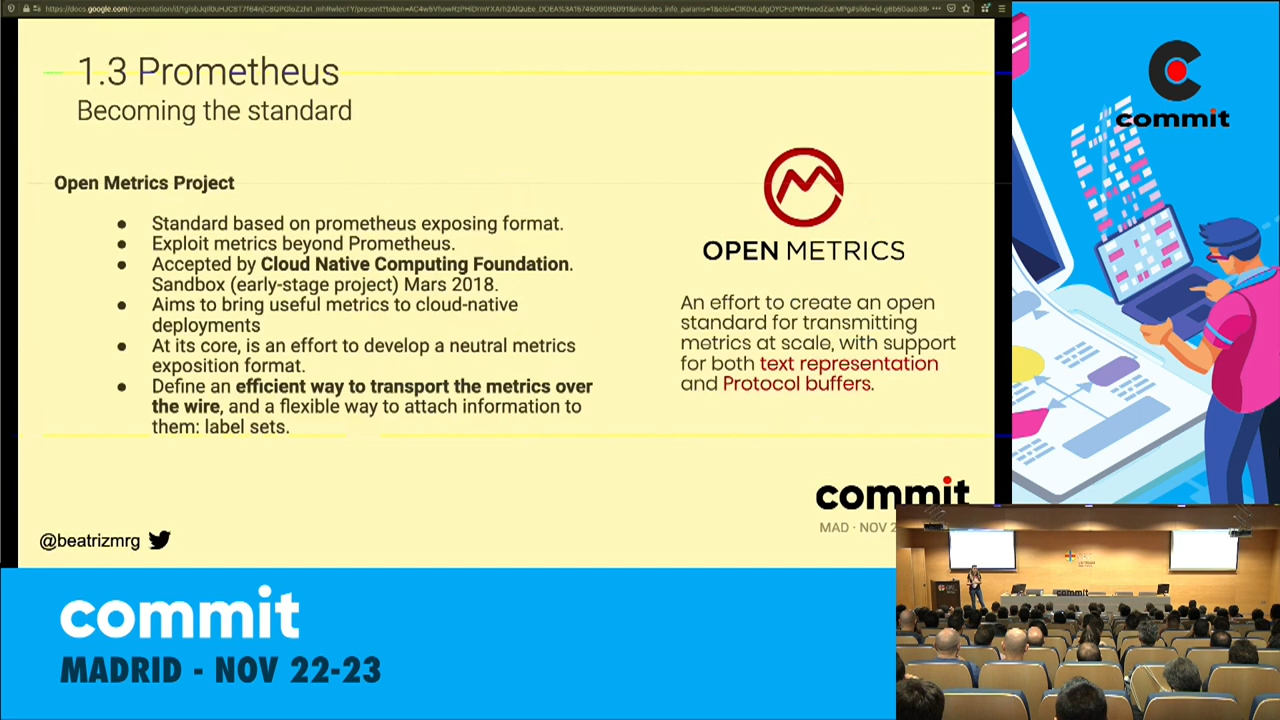 1.3 Prometheus
Becoming the standard
Open Metrics Project
● Standard based on prometheus exposing format.
● Exploit metrics beyond Prometheus.
● Accepted by Cloud Native Computing Foundation.
Sandbox (early-stage project) Mars 2018.
● Aims to bring useful metrics to cloud-native
deployments
● At its core, is an effort to develop a neutral metrics
exposition format.
● Define an efficient way to transport the metrics over
the wire, and a flexible way to attach information to
them: label sets.
OPEN METRICS
An effort to create an open
standard for transmitting
metrics at scale, with support
for both text representation
and Protocol buffers.
commit
MAD · NOV 2
@beatrizmrg
commit
commit
MADRID - NOV 22-23
commit